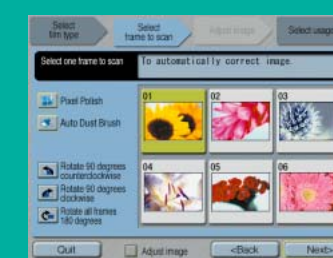 Select
film type
Select
frame to scan
Adjust image
Select usage
Select one frame to scan
To automatically correct image.
Pixel Polish
Auto Dust Brush
Rotate 90 degrees
counterclockwise
Rotate 90 degrees
clockwise
Rotate all frames
180 degrees
01
02
03
04
05
06
Quit
Adjust image
<Back
Next>